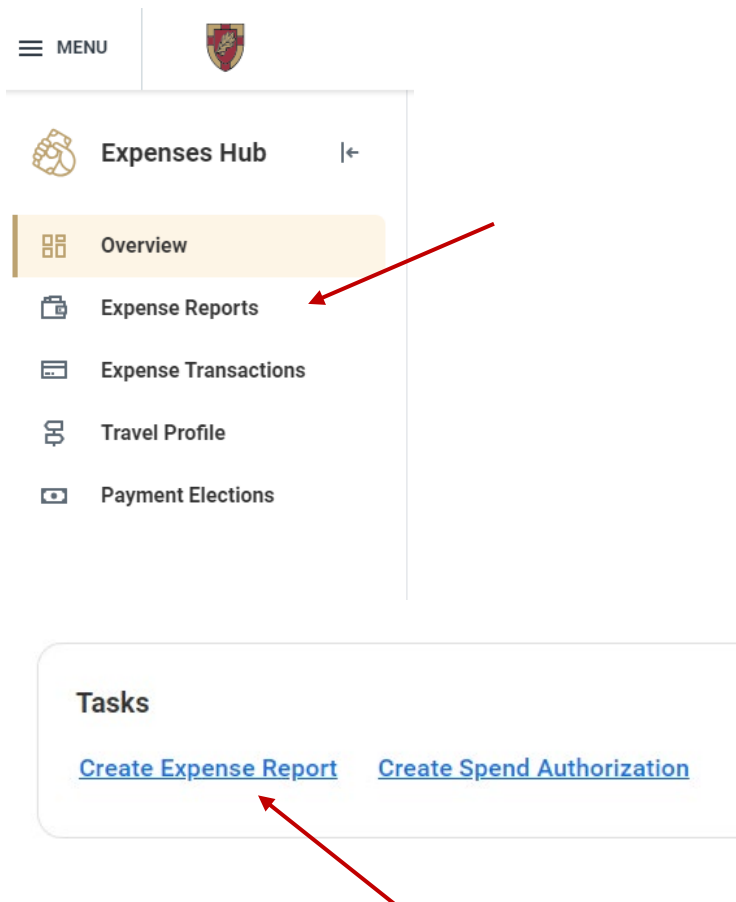 MENU
Expenses Hub
Overview
Expense Reports
Expense Transactions
Travel Profile
Payment Elections
Tasks
Create Expense Report Create Spend Authorization